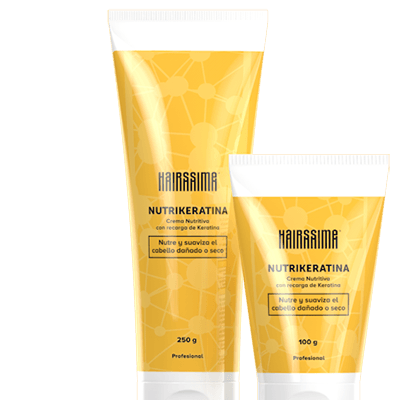 HAIRSSIMA
NUTRIKERATINA
Crema Nutritiva
con recarga de Keratina
Nutre y suaviza el
cabello dañado o seco
250 g
Profesional
HAIRSSIMA
NUTRIKERATINA
Crema Nutritiva
con recarga de Keratina
Nutre y suaviza el
cabello dañado o seco
100 g
Profesional